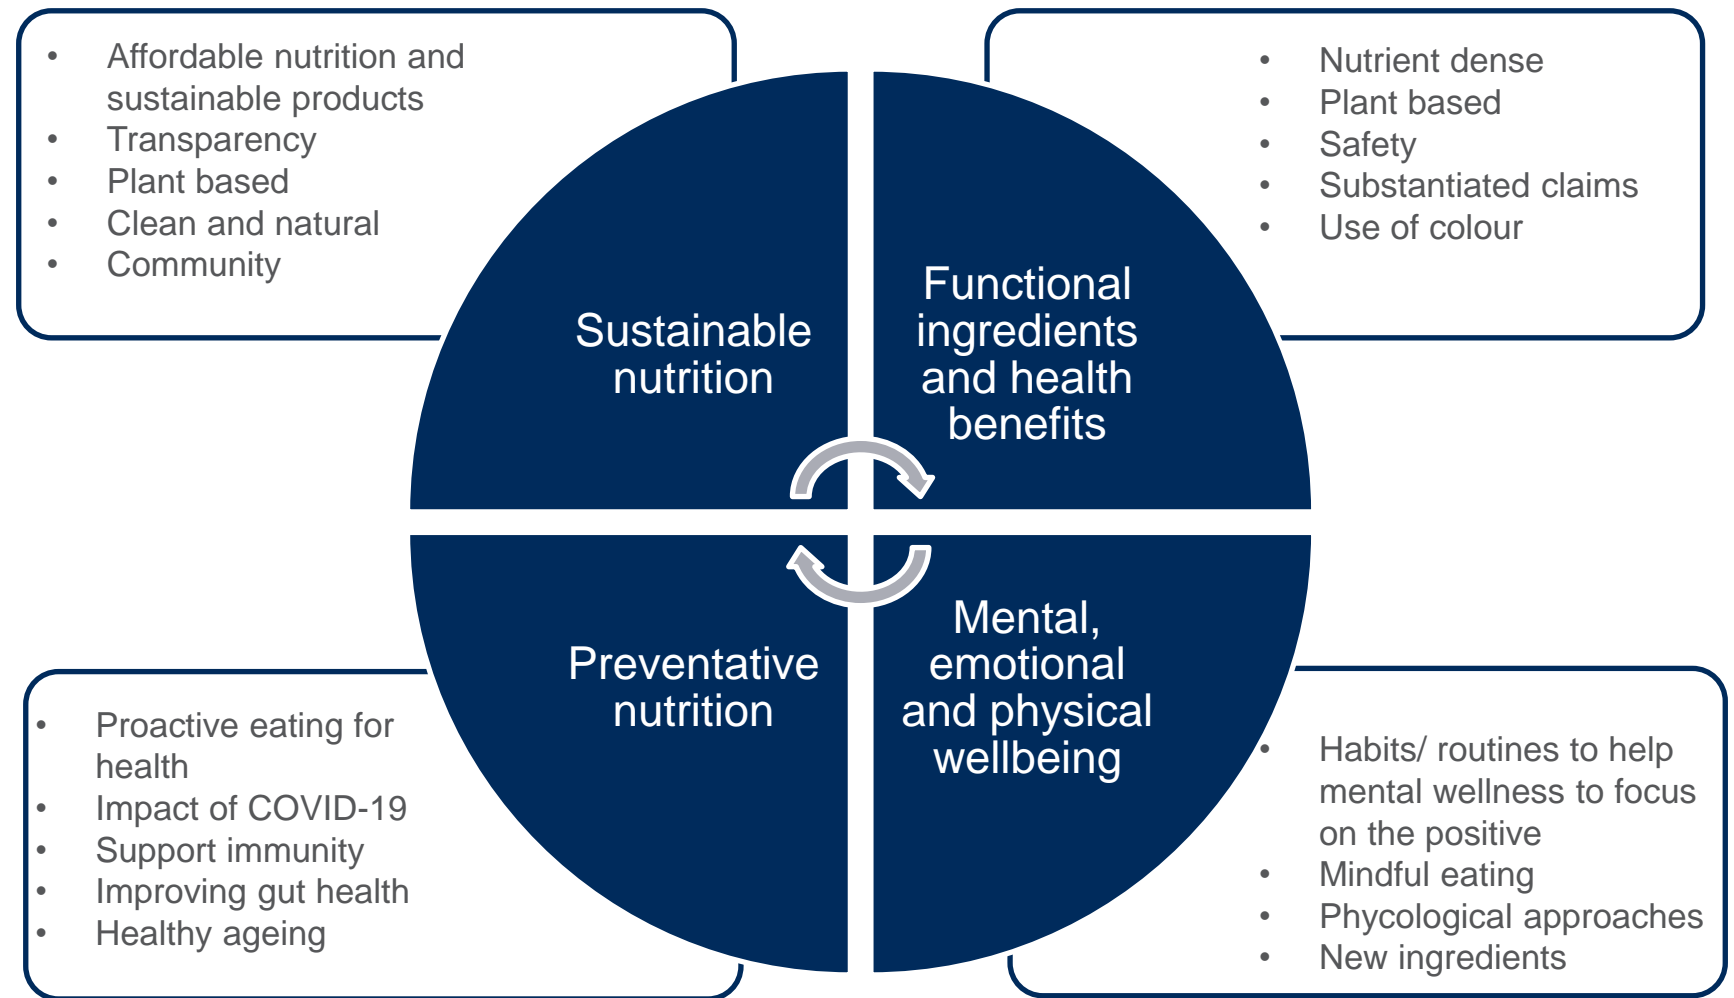 • Affordable nutrition and
sustainable products
• Transparency
• Plant based
• Clean and natural
• Community
• Nutrient dense
• Plant based
• Safety
• Substantiated claims
• Use of colour
Sustainable
nutrition
Functional
ingredients
and health
benefits
Preventative
nutrition
Mental,
emotional
and physical
wellbeing
• Proactive eating for
health
• Impact of COVID-19
• Support immunity
• Improving gut health
• Healthy ageing
• Habits/ routines to help
mental wellness to focus
on the positive
• Mindful eating
• Phycological approaches
• New ingredients